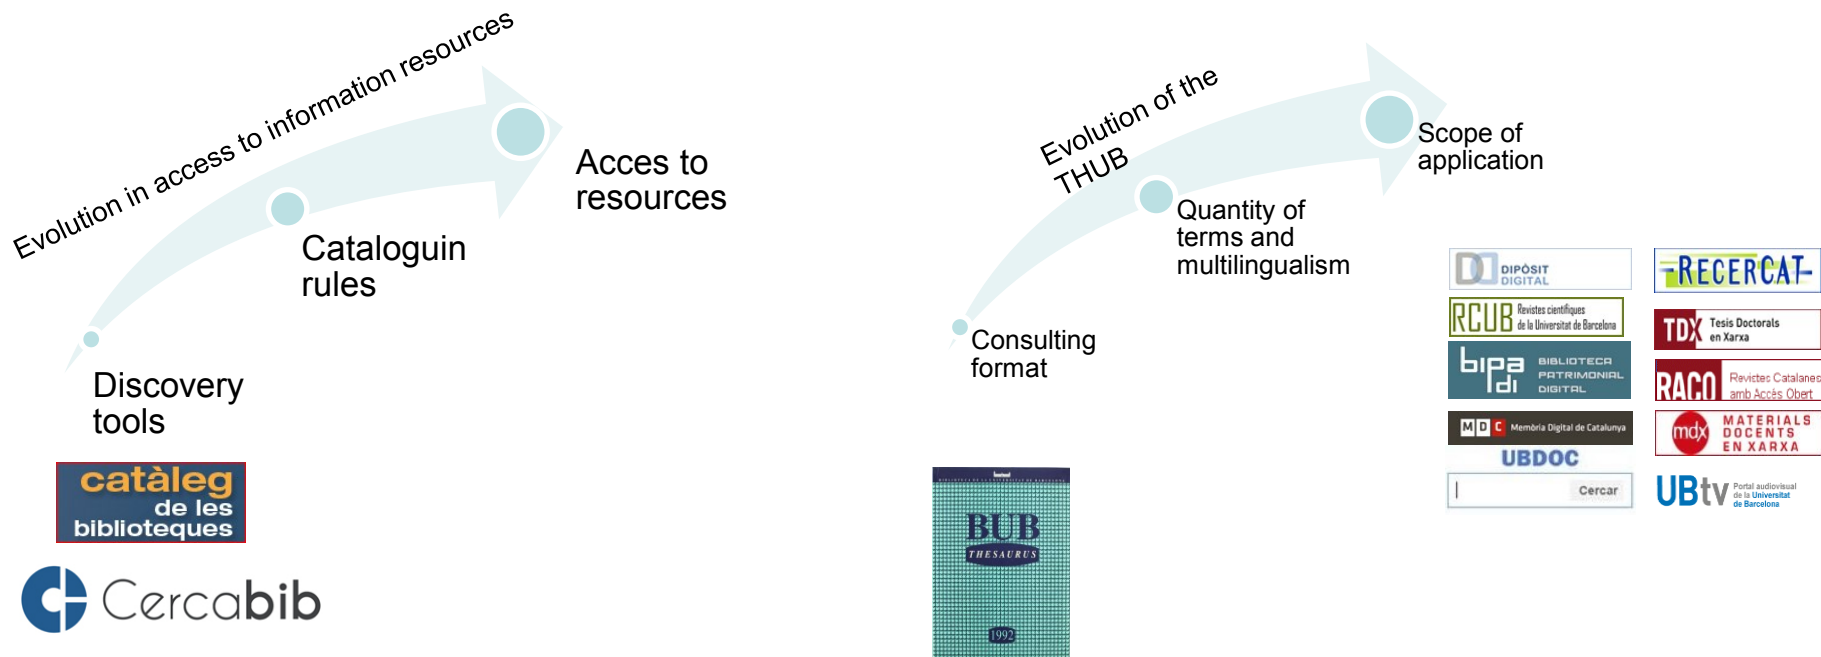 Evolution in access to information resources
Acces to
resources
Cataloguin
rules
Discovery
tools
catàleg
de les
biblioteques
Cercabib
Evolution of the
THUB
Scope of
application
Quantity of
terms and
multilingualism
Consulting
format
BUB
THESAURUS
1992
DIPÒSIT
DIGITAL
RECERCAT
RCUB Revistes científiques
de la Universitat de Barcelona
TDX Tesis Doctorals
en Xarxa
bipadi BIBLIOTECA
PATRIMONIAL
DIGITAL
RACO Revistes Catalanes
amb Accès Obert
MDC Memòria Digital de Catalunya
mdx MATERIALS
DOCENTS
EN XARXA
UBDOC
Cercar
UBtv Portal audiovisual
de la Universitat
de Barcelona